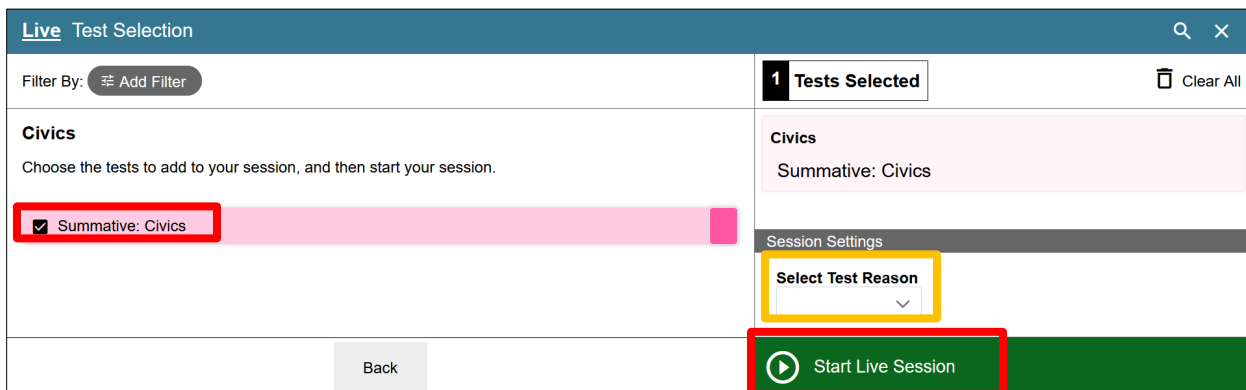 Live Test Selection
Filter By: Add Filter
1 Tests Selected
Clear All
Civics
Choose the tests to add to your session, and then start your session.
Summative: Civics
Civics
Summative: Civics
Session Settings
Select Test Reason
Back
Start Live Session